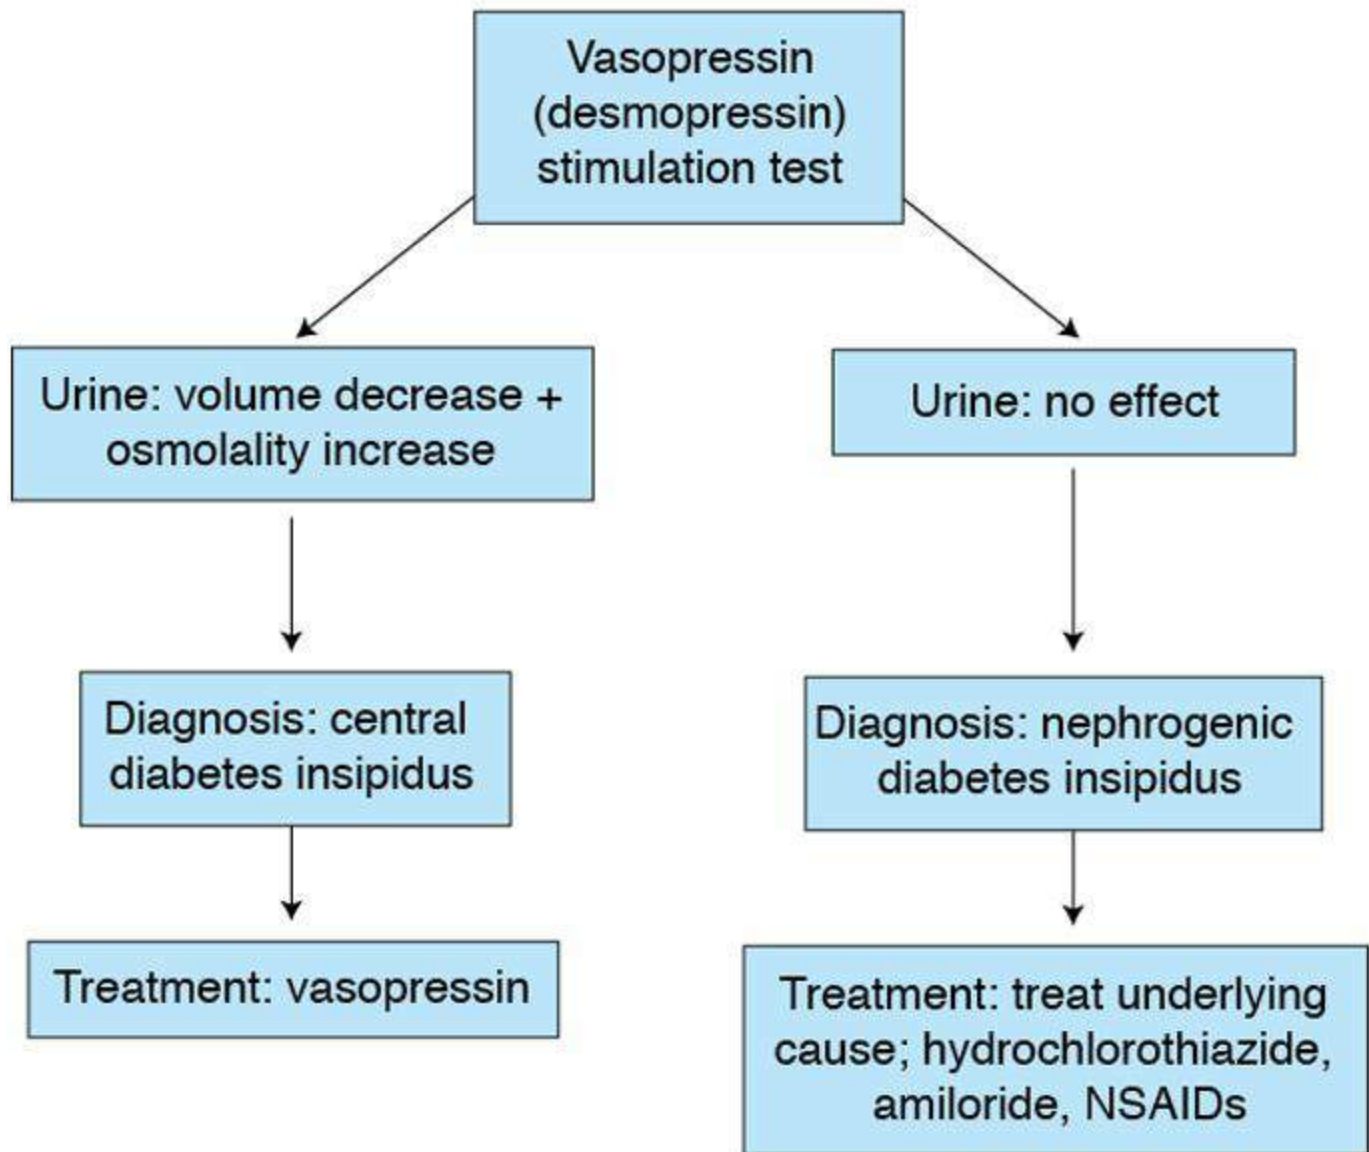 Vasopressin
(desmopressin)
stimulation test
Urine: volume decrease +
osmolality increase
Urine: no effect
Diagnosis: central
diabetes insipidus
Diagnosis: nephrogenic
diabetes insipidus
Treatment: vasopressin
Treatment: treat underlying
cause; hydrochlorothiazide,
amiloride, NSAIDs